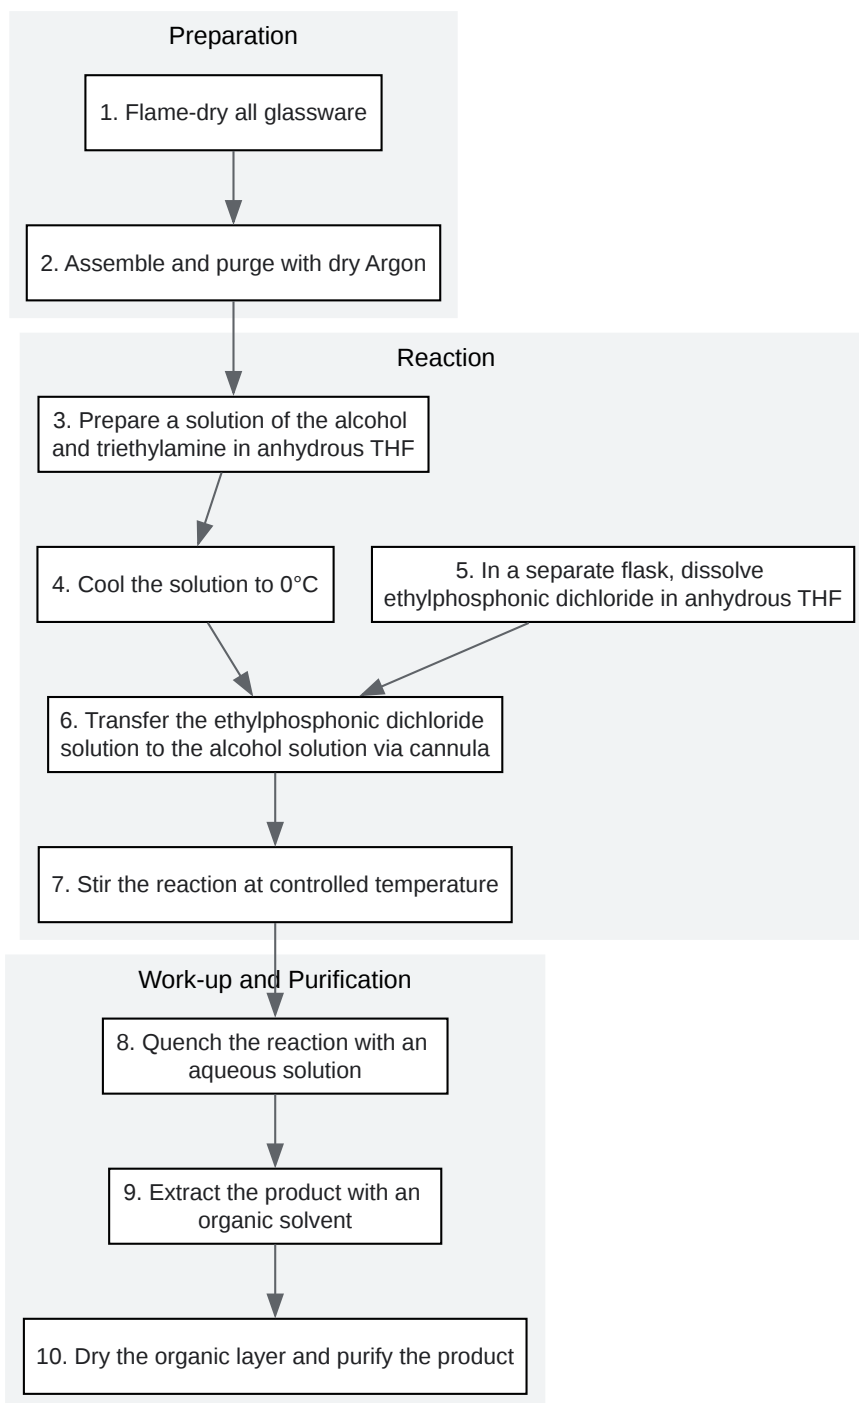 Preparation
1. Flame-dry all glassware
2. Assemble and purge with dry Argon
Reaction
3. Prepare a solution of the alcohol
and triethylamine in anhydrous THF
4. Cool the solution to 0°C
5. In a separate flask, dissolve
ethylphosphonic dichloride in anhydrous THF
6. Transfer the ethylphosphonic dichloride
solution to the alcohol solution via cannula
7. Stir the reaction at controlled temperature
Work-up and Purification
8. Quench the reaction with an
aqueous solution
9. Extract the product with an
organic solvent
10. Dry the organic layer and purify the product